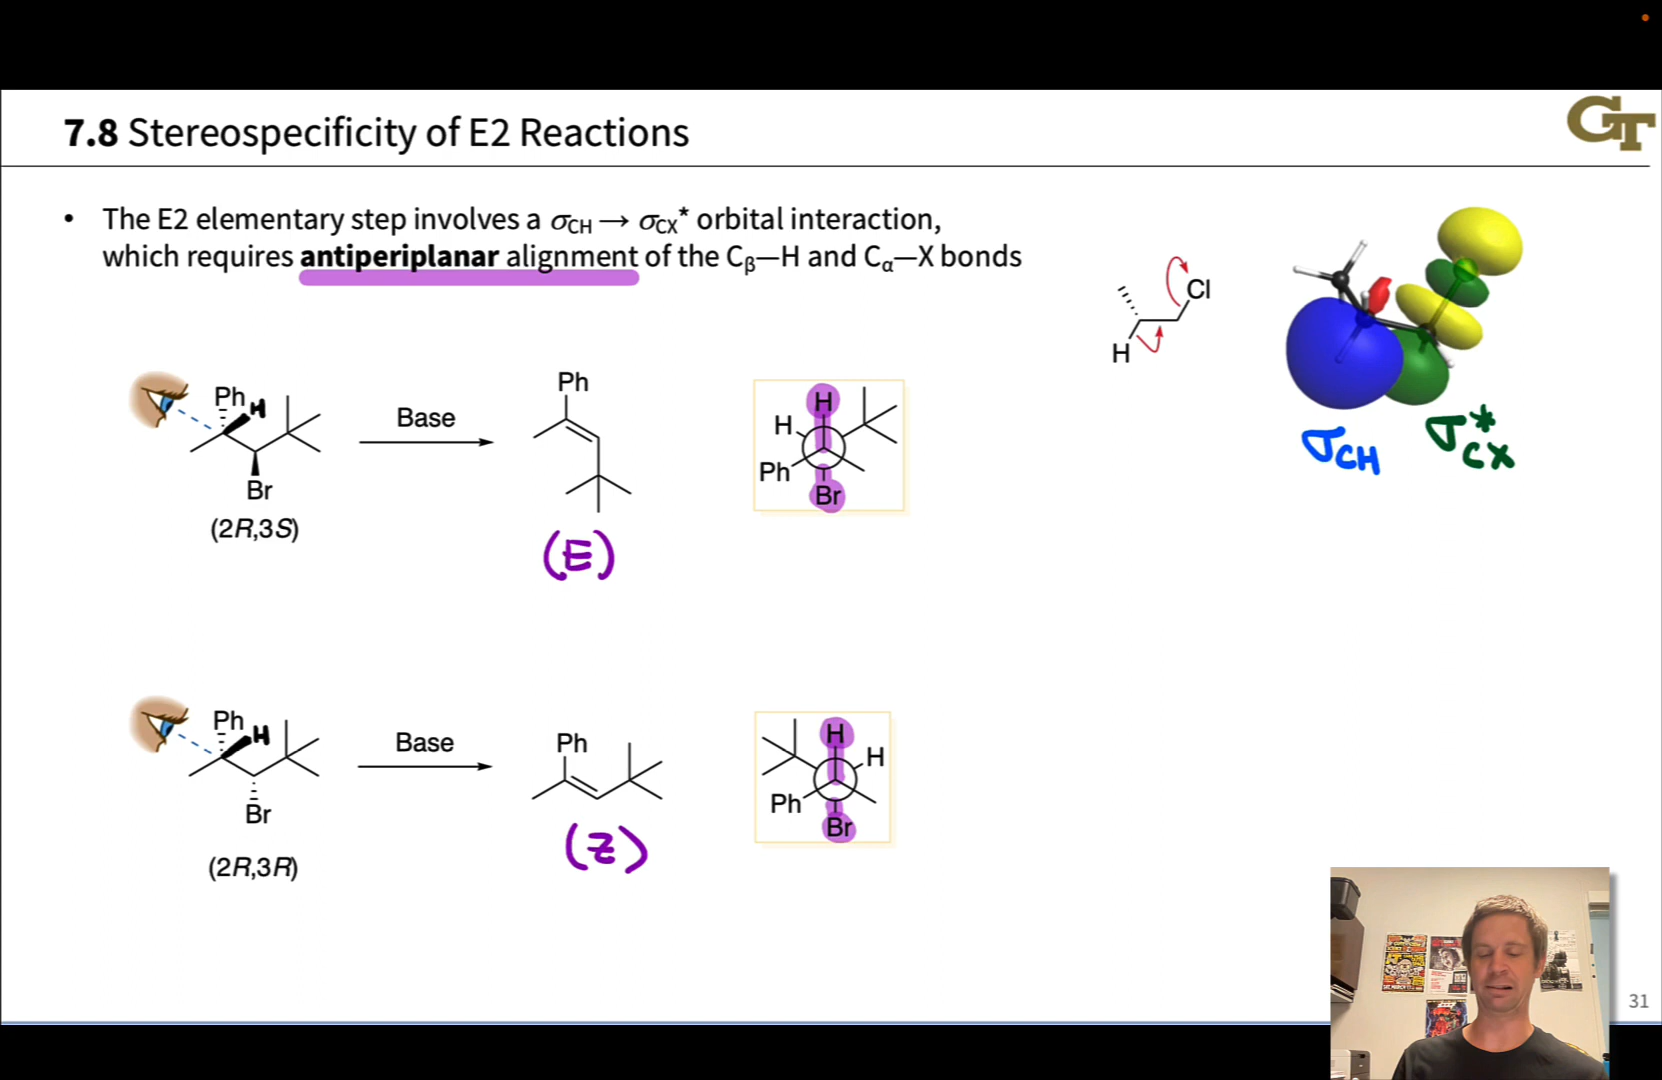 7.8 Stereospecificity of E2 Reactions
GT
• The E2 elementary step involves a σCH → σCX* orbital interaction,
which requires antiperiplanar alignment of the Cβ—H and Cα—X bonds
Cl
H
σCH
σ*CX
Ph
H
Br
(2R,3S)
Base
Ph
(E)
H
H
Ph
Br
Ph
H
Br
(2R,3R)
Base
Ph
(Z)
H
H
Ph
Br
31